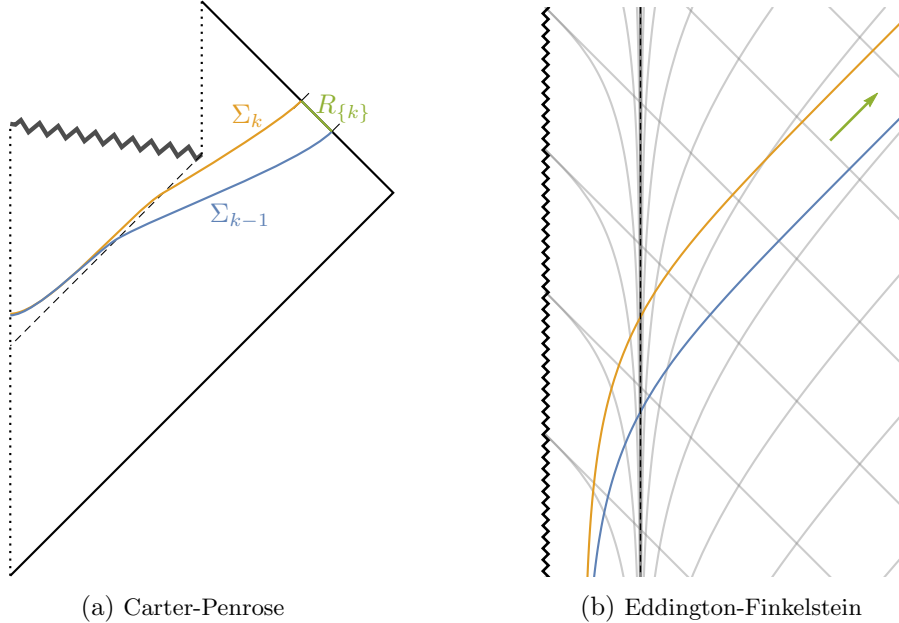 Σ_k
R_{k}
Σ_{k−1}
(a) Carter-Penrose
(b) Eddington-Finkelstein